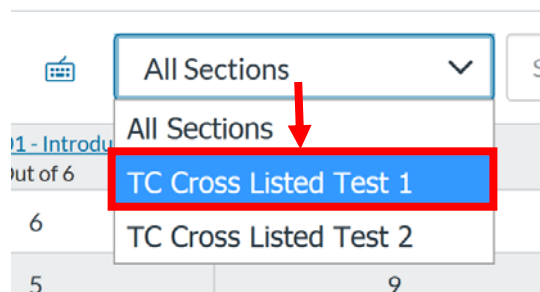 All Sections
S
All Sections
01 - Introdu
Out of 6
TC Cross Listed Test 1
6
TC Cross Listed Test 2
5 9